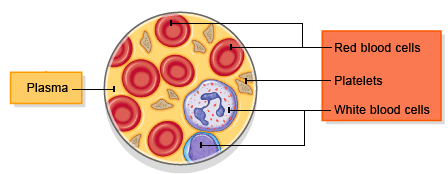 Red blood cells
Plasma
Platelets
White blood cells